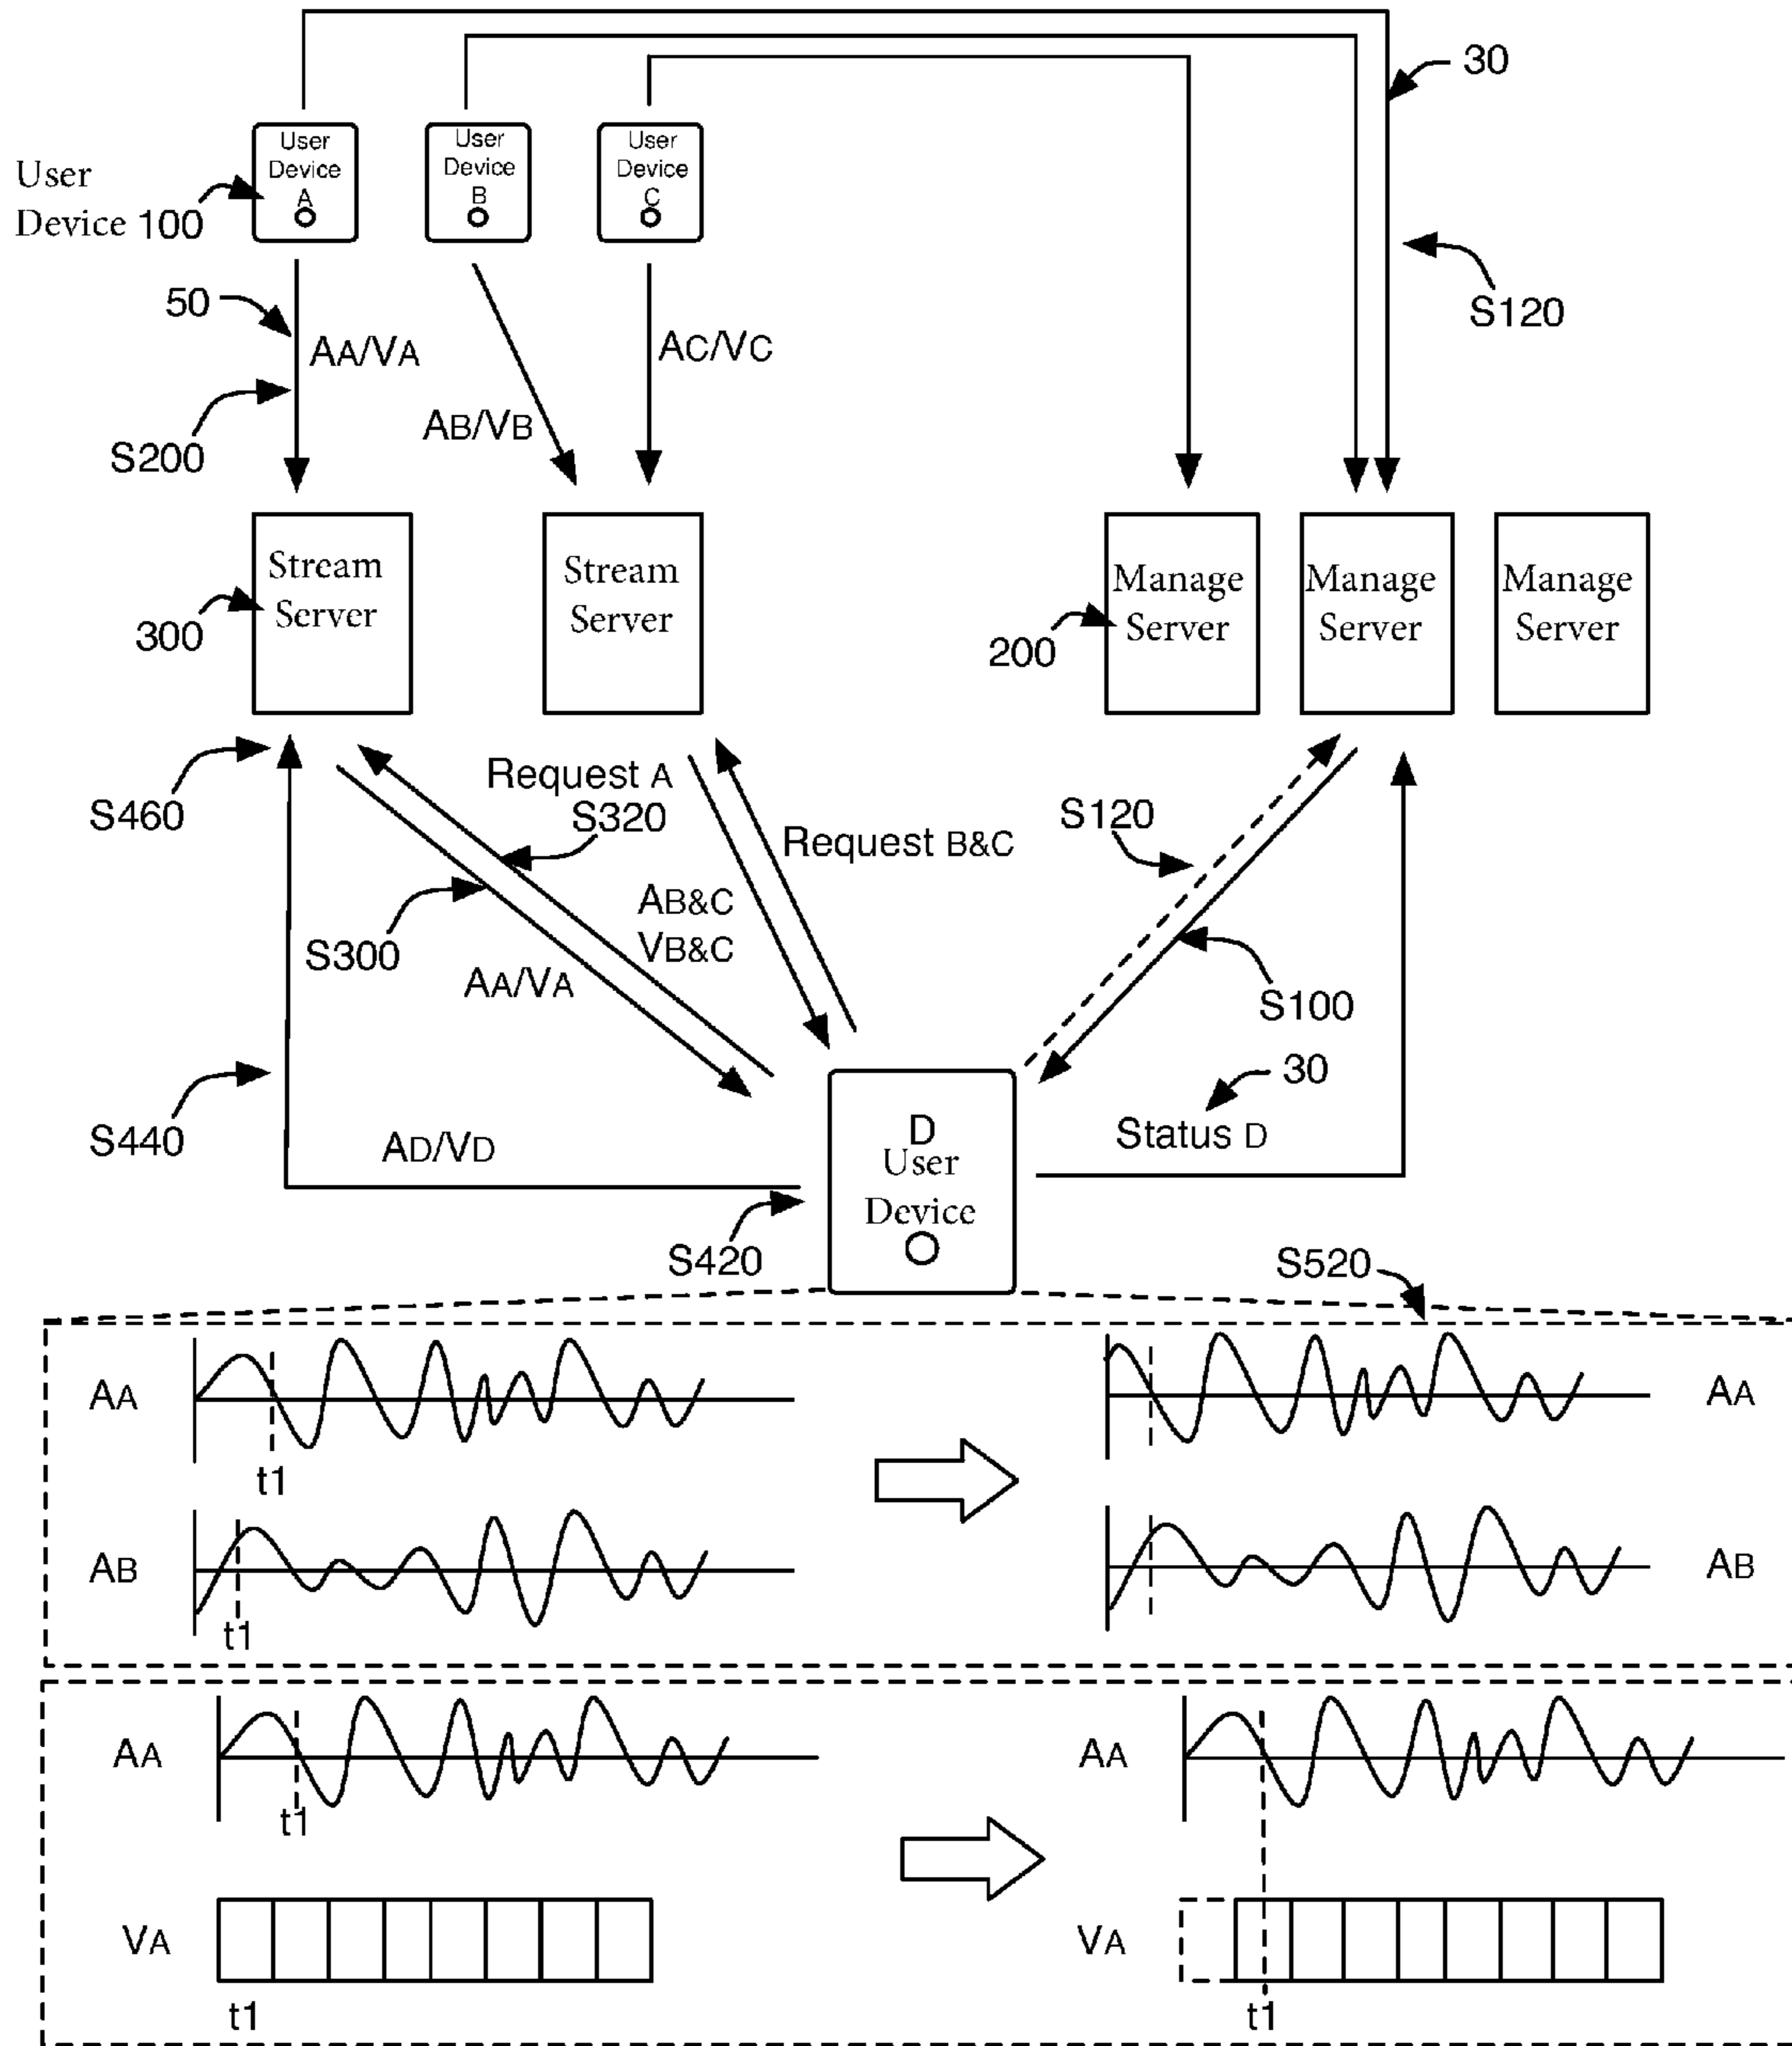 30
User
Device
A
User
Device
B
User
Device
C
User
Device 100
50
S120
AA/VA
AC/VC
AB/VB
S200
Stream
Server
Stream
Server
Manage
Server
Manage
Server
Manage
Server
300
200
S460
Request A
S320
Request B&C
S120
AB&C
VB&C
S300
AA/VA
S100
30
S440
AD/VD
D
User
Device
Status D
S420
S520
AA
t1
AA
AB
t1
AB
AA
t1
AA
VA
t1
VA
t1